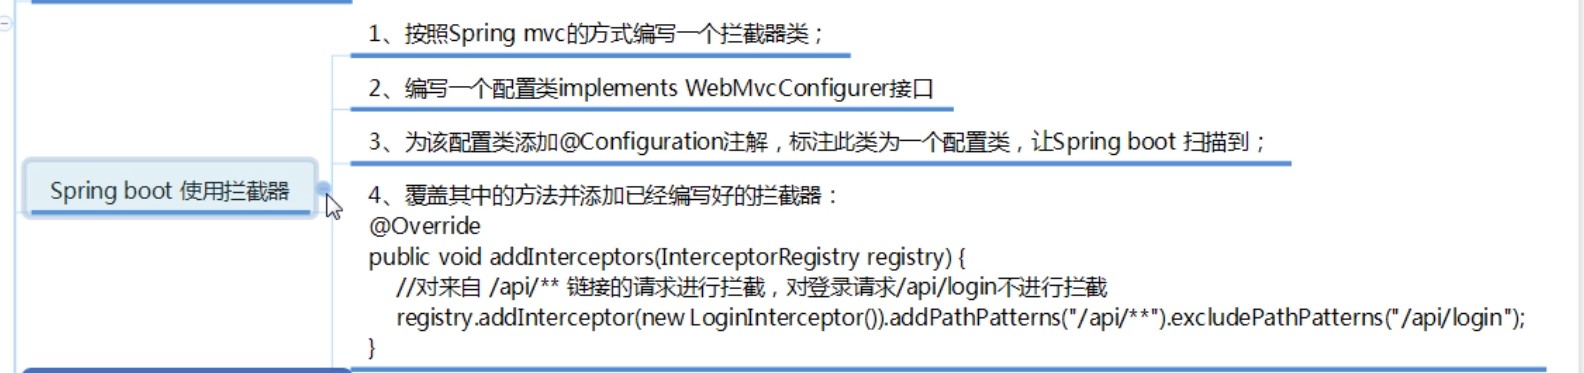 Spring boot 使用拦截器
1、按照Spring mvc的方式编写一个拦截器类；
2、编写一个配置类implements WebMvcConfigurer接口
3、为该配置类添加@Configuration注解，标注此类为一个配置类，让Spring boot 扫描到；
4、覆盖其中的方法并添加已经编写好的拦截器：
@Override
public void addInterceptors(InterceptorRegistry registry) {
//对来自 /api/** 链接的请求进行拦截，对登录请求/api/login不进行拦截
registry.addInterceptor(new LoginInterceptor()).addPathPatterns("/api/**").excludePathPatterns("/api/login");
}